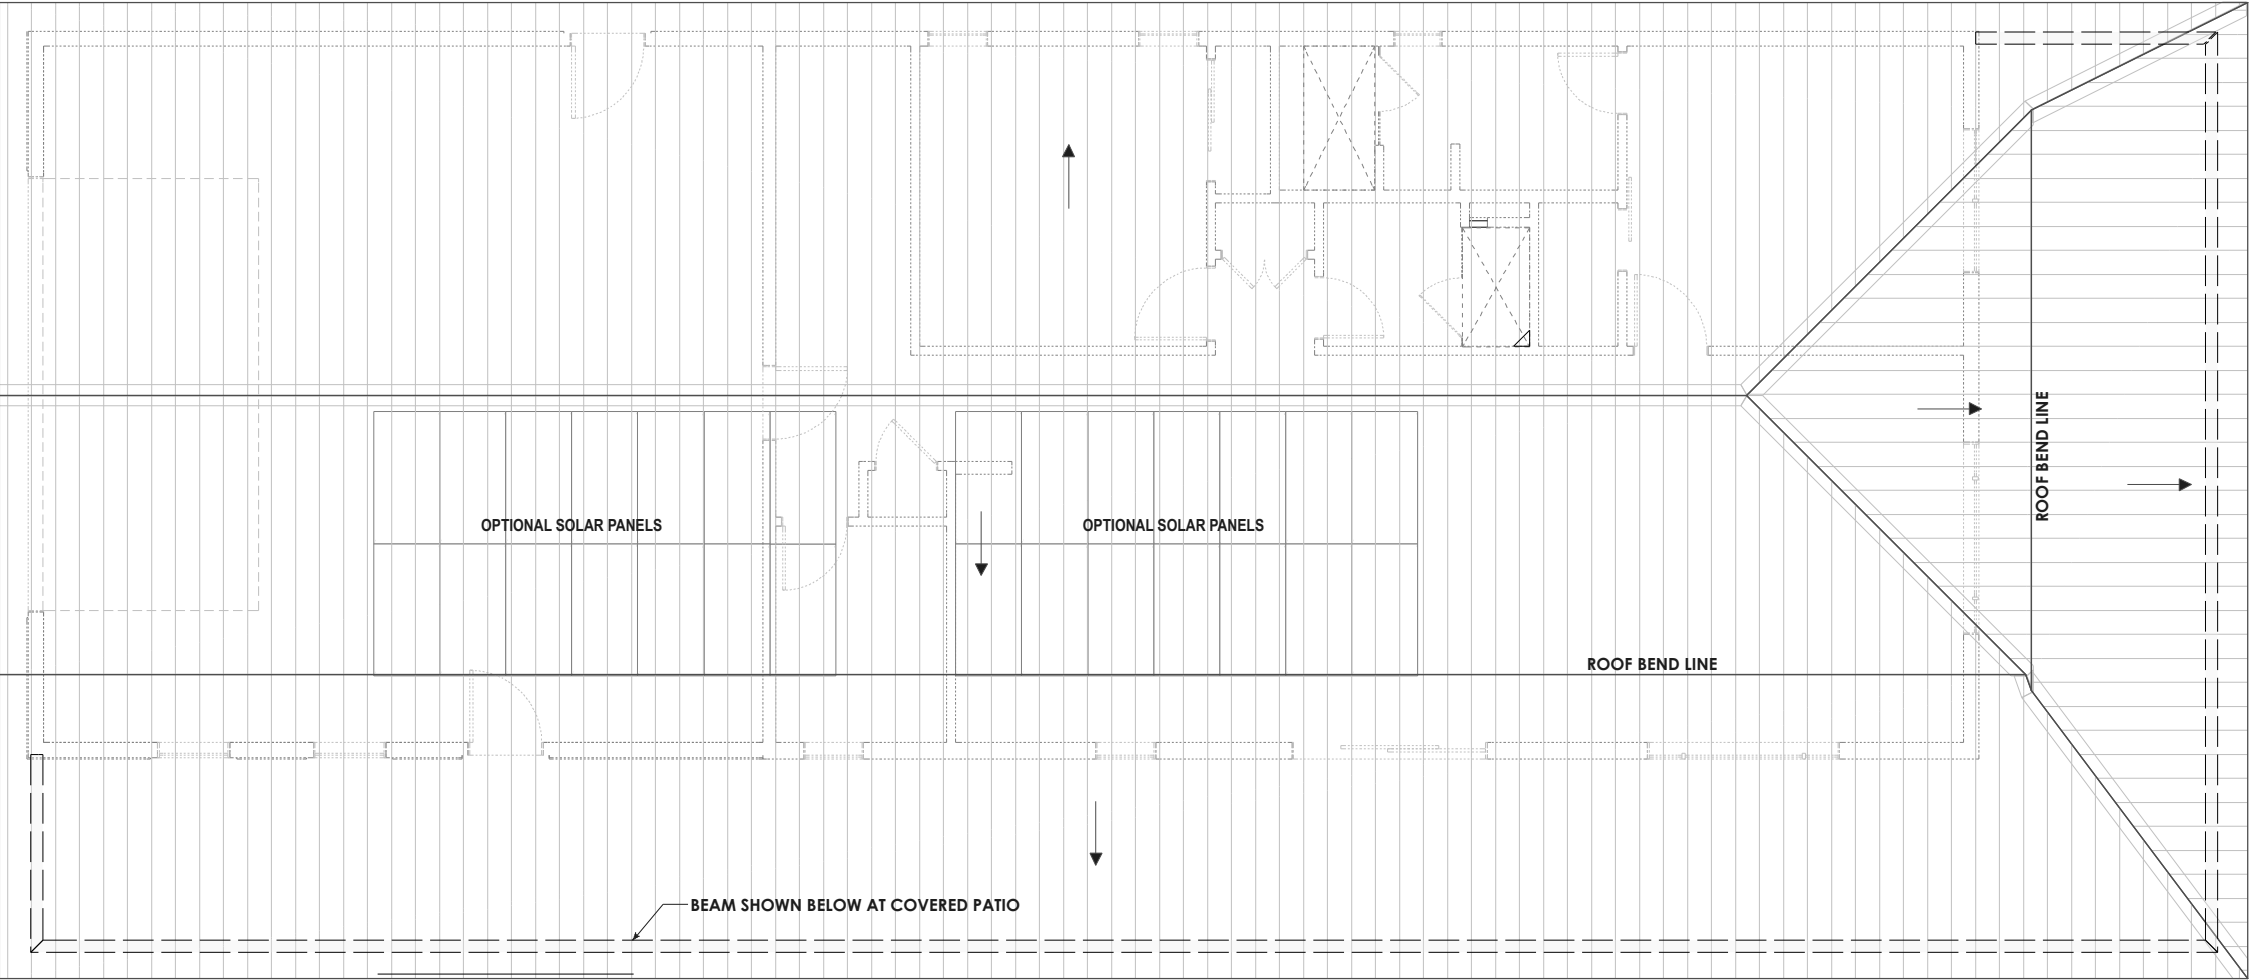 OPTIONAL SOLAR PANELS
OPTIONAL SOLAR PANELS
ROOF BEND LINE
ROOF BEND LINE
BEAM SHOWN BELOW AT COVERED PATIO